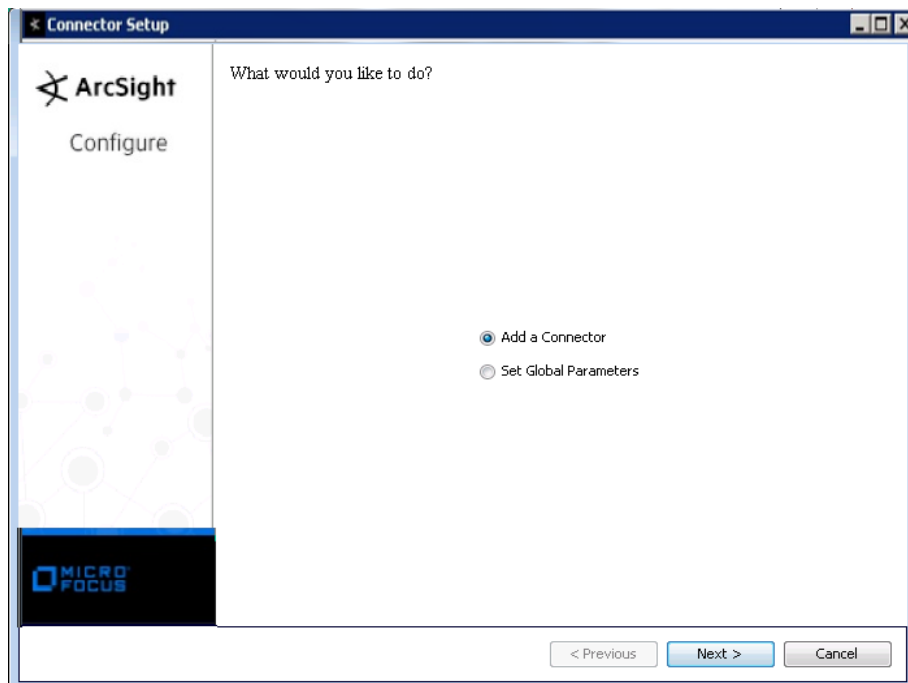 Connector Setup
ArcSight
Configure
What would you like to do?
Add a Connector
Set Global Parameters
MICRO
FOCUS
< Previous
Next >
Cancel